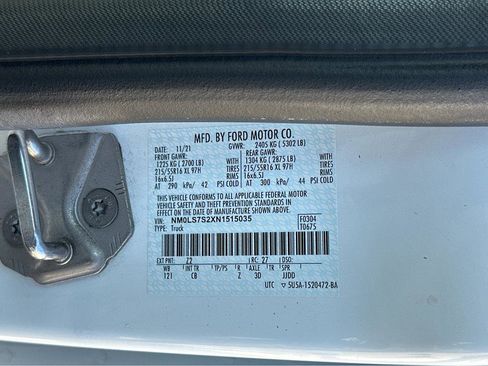 MFD. BY FORD MOTOR CO.
DATE: 11/21 GVWR: 2405 KG ( 5302 LB)
FRONT GAWR: REAR GAWR:
1225 KG ( 2700 LB) WITH 1304 KG ( 2875 LB) WITH
215/55R16 XL 97H TIRES 215/55R16 XL 97H TIRES
16x6.5J RIMS 16x6.5J RIMS
AT 290 kPa/ 42 PSI COLD AT 300 kPa/ 44 PSI COLD
THIS VEHICLE CONFORMS TO ALL APPLICABLE FEDERAL MOTOR
VEHICLE SAFETY STANDARDS IN EFFECT ON THE
DATE OF MANUFACTURE SHOWN ABOVE.
VIN: NM0LS7S2XN1515035 F0304
TYPE: Truck T0675
EXT PNT: Z2 RC: 27 DSO:
WB INT TR TP/PS R AXLE TR SPR
121 CB Z 3D JJDD
UTC 5USA-1520472-BA